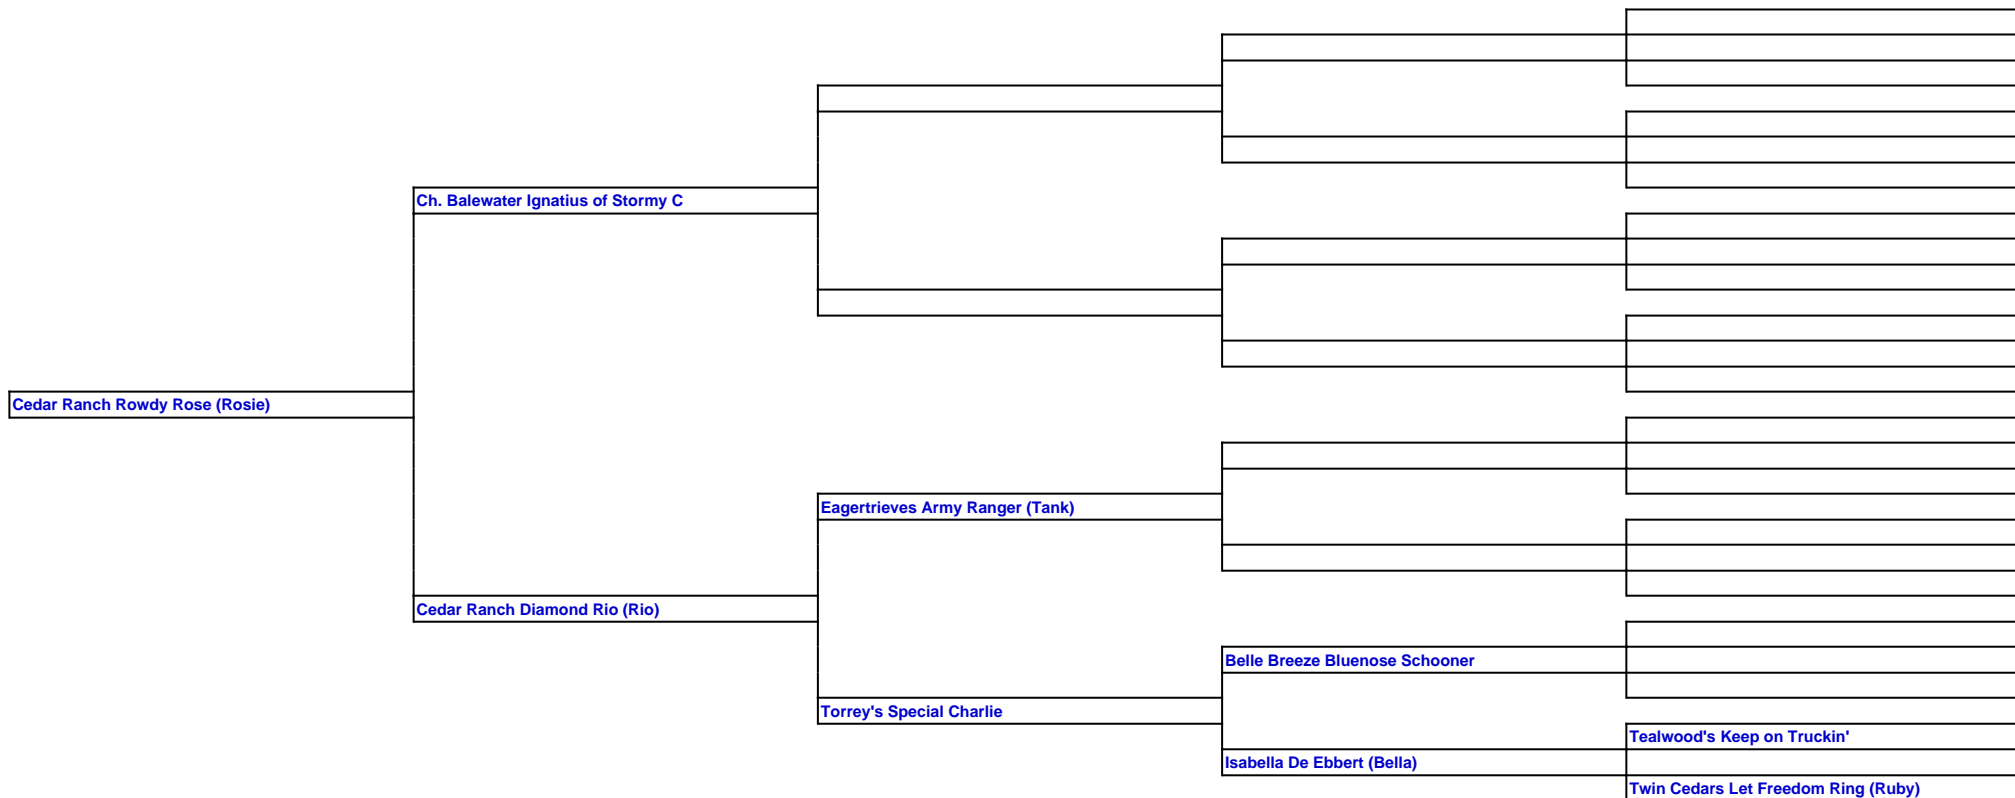 Ch. Balewater Ignatius of Stormy C
Cedar Ranch Rowdy Rose (Rosie)
Eagertrieves Army Ranger (Tank)
Cedar Ranch Diamond Rio (Rio)
Belle Breeze Bluenose Schooner
Torrey's Special Charlie
Tealwood's Keep on Truckin'
Isabella De Ebbert (Bella)
Twin Cedars Let Freedom Ring (Ruby)